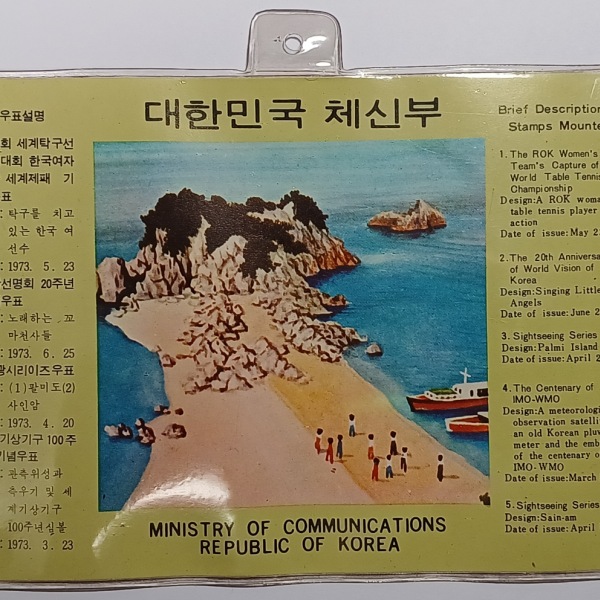 대한민국 체신부
우표설명
회 세계탁구선
대회 한국여자
세계제패 기
표
: 탁구를 치고
있는 한국 여
선수
: 1973. 5. 23
선명회 20주년
우표
: 노래하는 꼬
마천사들
: 1973. 6. 25
광시리이즈우표
: (1)팔미도(2)
사인암
: 1973. 4. 20
기상기구 100주
기념우표
: 관측위성과
측우기 및 세
계기상기구
100주년심볼
: 1973. 3. 23
Brief Description
Stamps Mounte
1. The ROK Women's
Team's Capture of
World Table Tennis
Championship
Design:A ROK woma
table tennis player
action
Date of issue:May 2
2. The 20th Anniversa
of World Vision of
Korea
Design:Singing Little
Angels
Date of issue:June 2
3. Sightseeing Series
Design:Palmi Island
Date of issue:April 2
4. The Centenary of
IMO-WMO
Design:A meteorolog
observation satelli
an old Korean pluv
meter and the emb
of the centenary o
IMO-WMO
Date of issue:March
5. Sightseeing Series
Design:Sain-am
Date of issue:April
MINISTRY OF COMMUNICATIONS
REPUBLIC OF KOREA